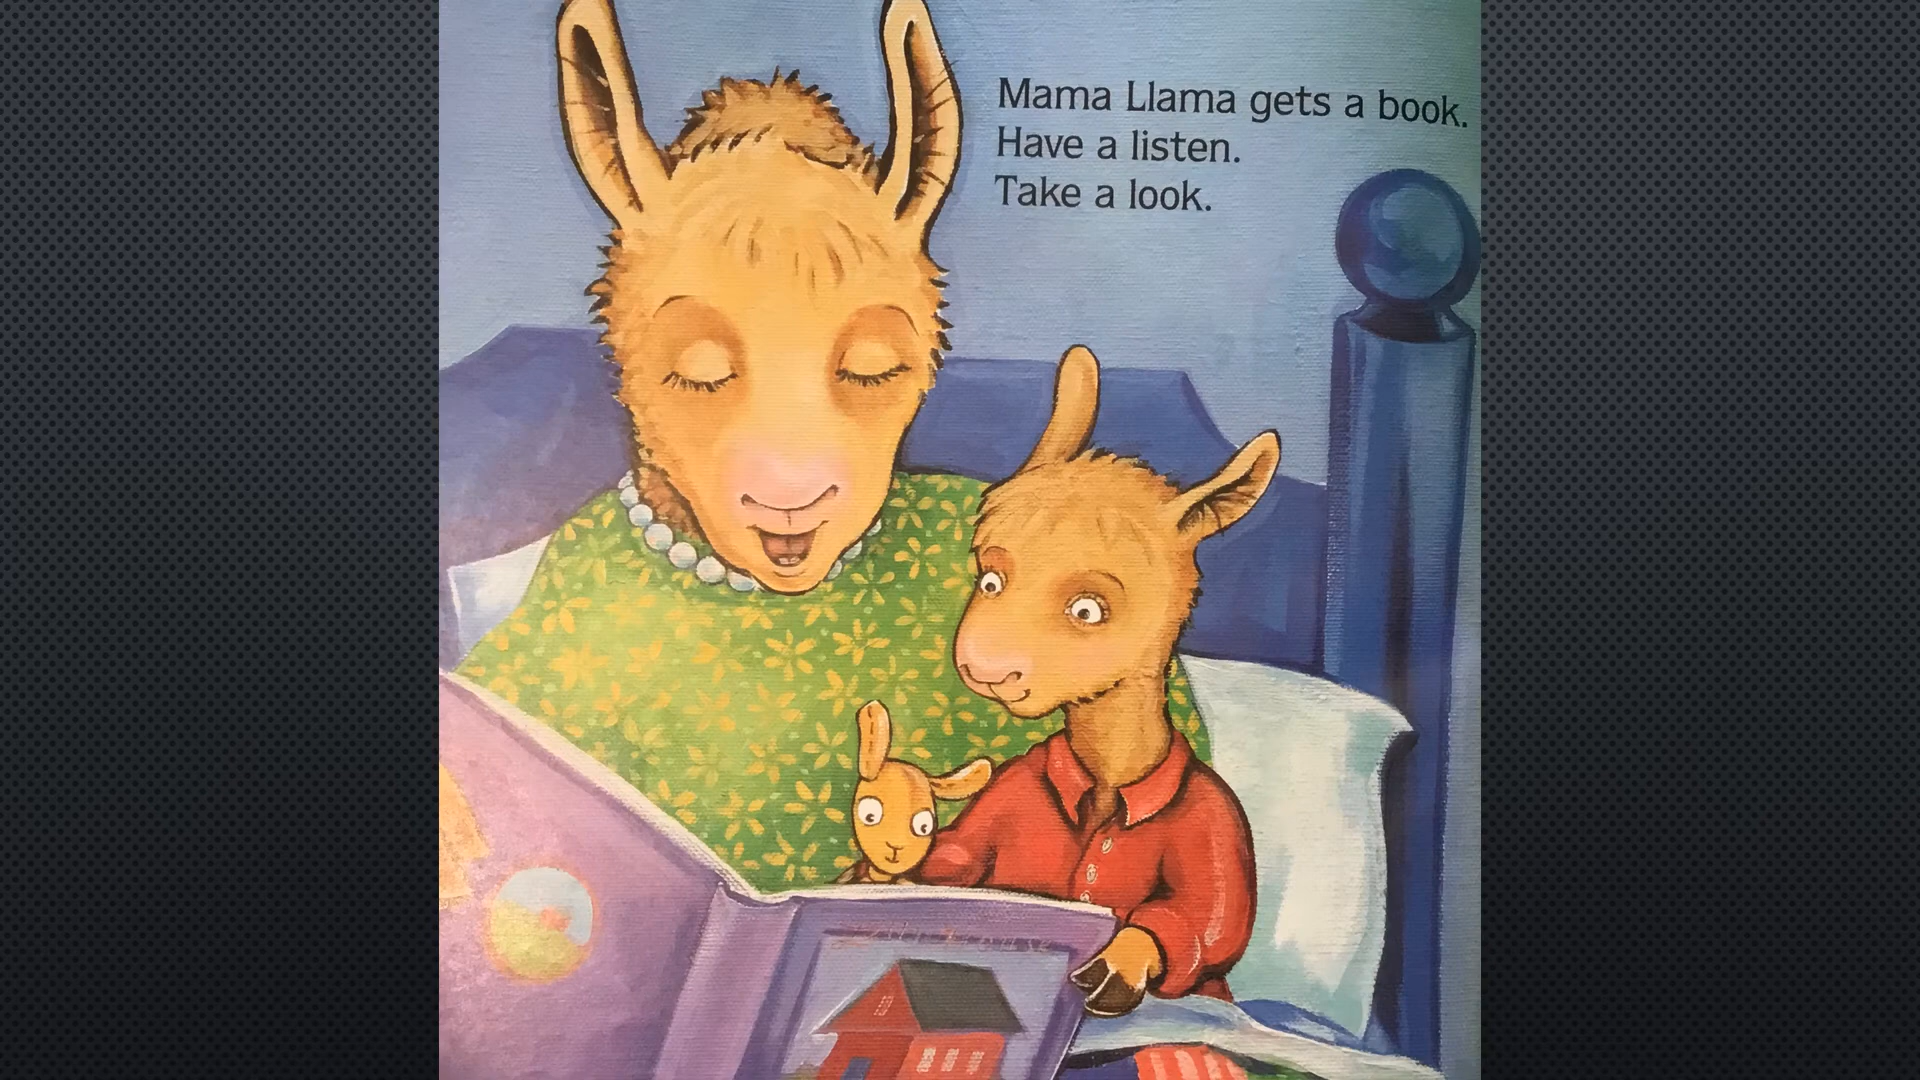 Mama Llama gets a book.
Have a listen.
Take a look.